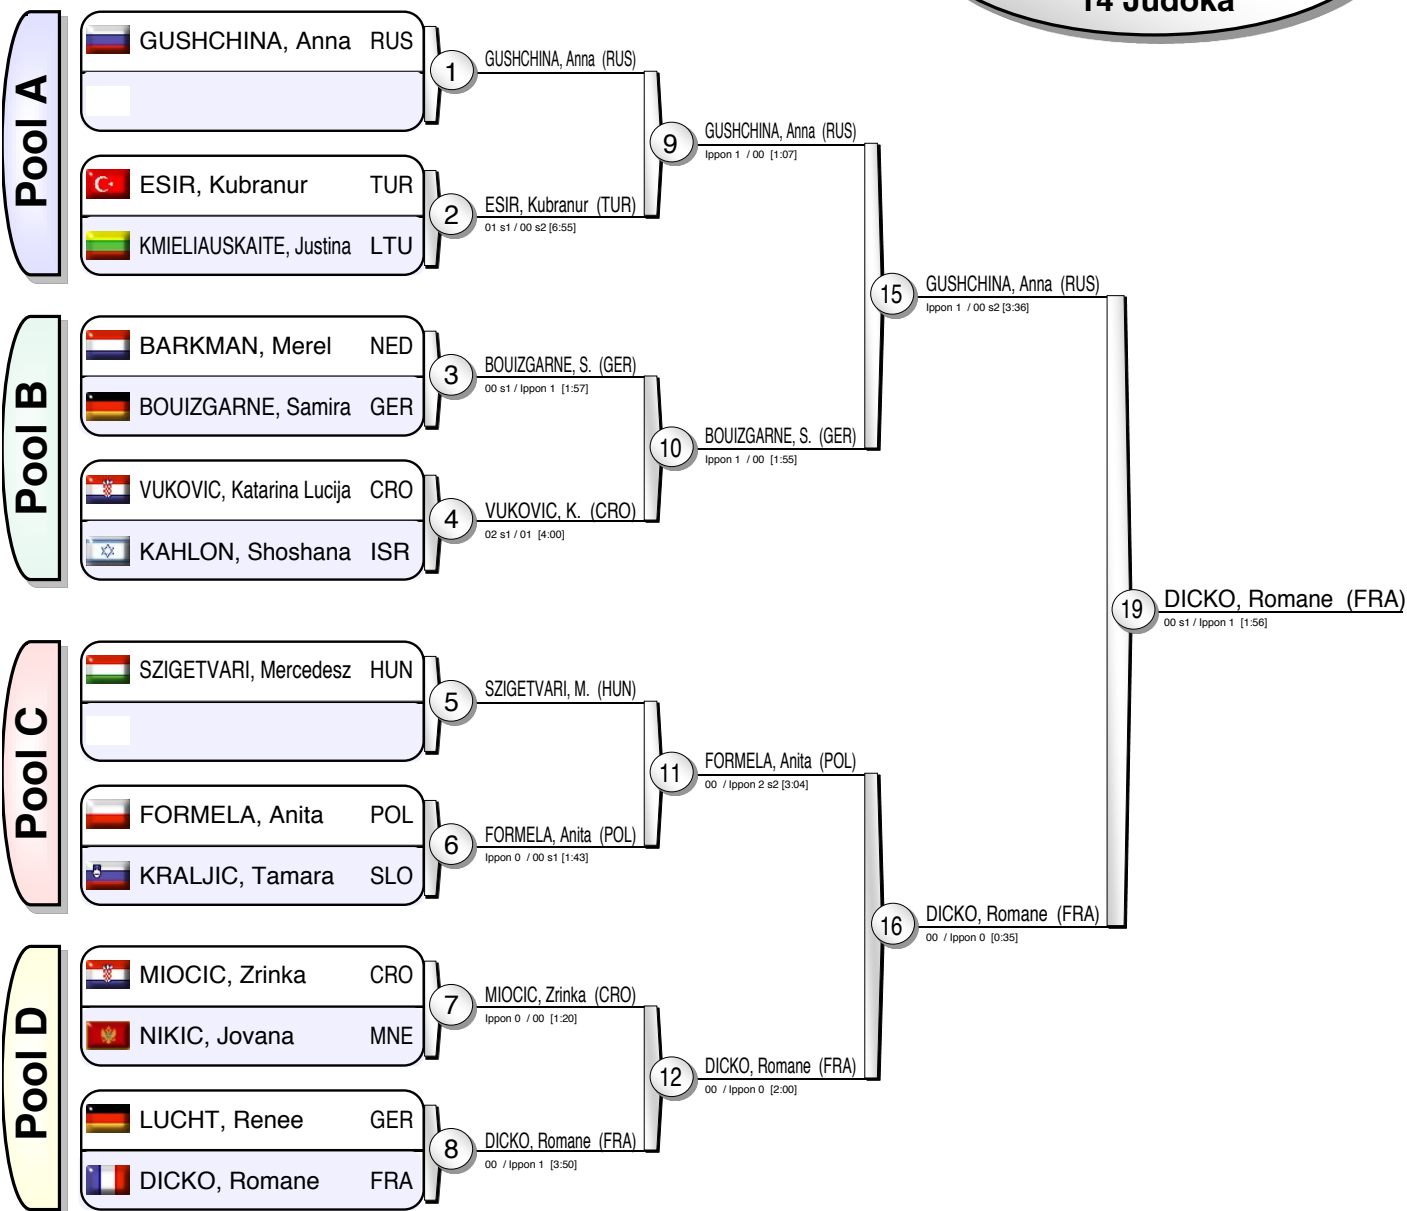 14 Judoka
Pool A
GUSHCHINA, Anna RUS
ESIR, Kubranur TUR
KMIELIAUSKAITE, Justina LTU
Pool B
BARKMAN, Merel NED
BOUIZGARNE, Samira GER
VUKOVIC, Katarina Lucija CRO
KAHLON, Shoshana ISR
Pool C
SZIGETVARI, Mercedesz HUN
FORMELA, Anita POL
KRALJIC, Tamara SLO
Pool D
MIOCIC, Zrinka CRO
NIKIC, Jovana MNE
LUCHT, Renee GER
DICKO, Romane FRA
1 GUSHCHINA, Anna (RUS)
2 ESIR, Kubranur (TUR)
01 s1 / 00 s2 [6:55]
3 BOUIZGARNE, S. (GER)
00 s1 / Ippon 1 [1:57]
4 VUKOVIC, K. (CRO)
02 s1 / 01 [4:00]
5 SZIGETVARI, M. (HUN)
6 FORMELA, Anita (POL)
Ippon 0 / 00 s1 [1:43]
7 MIOCIC, Zrinka (CRO)
Ippon 0 / 00 [1:20]
8 DICKO, Romane (FRA)
00 / Ippon 1 [3:50]
9 GUSHCHINA, Anna (RUS)
Ippon 1 / 00 [1:07]
10 BOUIZGARNE, S. (GER)
Ippon 1 / 00 [1:55]
11 FORMELA, Anita (POL)
00 / Ippon 2 s2 [3:04]
12 DICKO, Romane (FRA)
00 / Ippon 0 [2:00]
15 GUSHCHINA, Anna (RUS)
Ippon 1 / 00 s2 [3:36]
16 DICKO, Romane (FRA)
00 / Ippon 0 [0:35]
19 DICKO, Romane (FRA)
00 s1 / Ippon 1 [1:56]